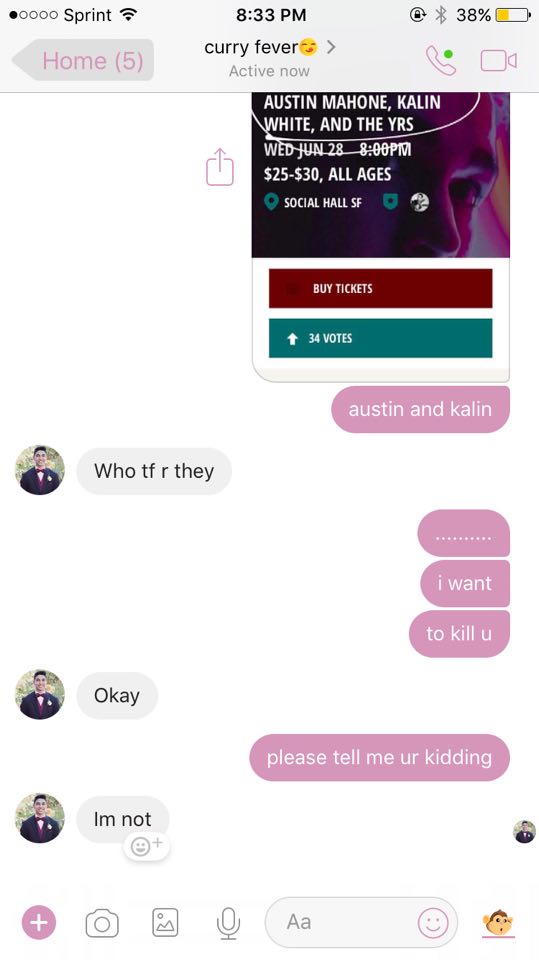 Sprint
8:33 PM
38%
Home (5)
curry fever😏
Active now
AUSTIN MAHONE, KALIN
WHITE, AND THE YRS
WED JUN 28 8:00PM
$25-$30, ALL AGES
SOCIAL HALL SF
BUY TICKETS
34 VOTES
austin and kalin
Who tf r they
..........
i want
to kill u
Okay
please tell me ur kidding
Im not
Aa